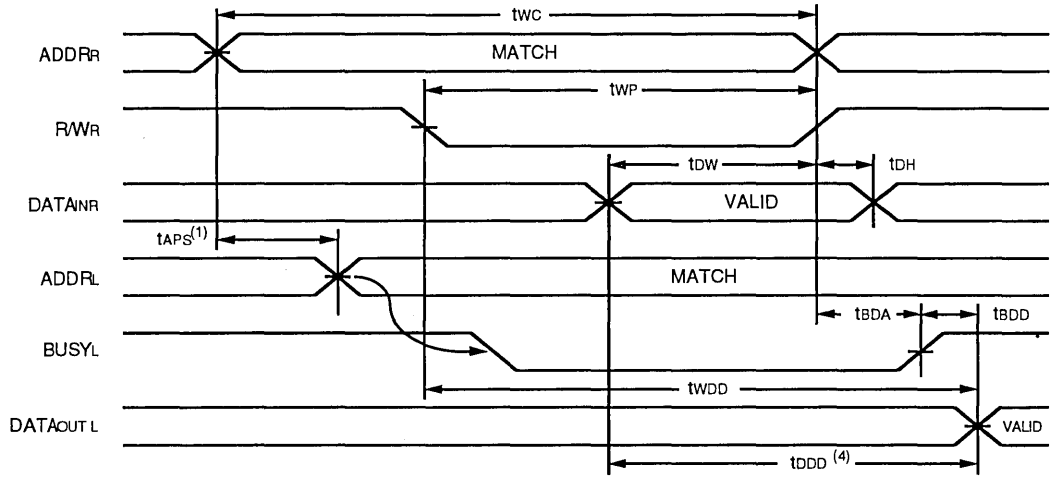 tWC
ADDRR
MATCH
tWP
R/WR
tDW
tDH
DATAINR
VALID
tAPS(1)
ADDRL
MATCH
tBDA
tBDD
BUSYL
tWDD
DATAOUT L
VALID
tDDD (4)